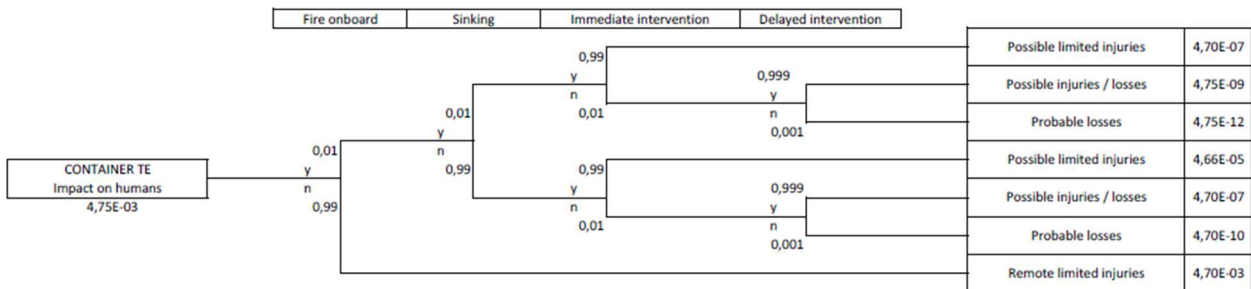 Fire onboard Sinking Immediate intervention Delayed intervention
Possible limited injuries 4,70E-07
0,99
0,999
y
Possible injuries / losses 4,75E-09
y
n
0,01
0,01
n
Probable losses 4,75E-12
0,001
y
n
0,01
Possible limited injuries 4,66E-05
0,99
0,99
CONTAINER TE
y
Impact on humans
n
4,75E-03
0,99
y
n
0,01
0,999
y
Possible injuries / losses 4,70E-07
n
0,001
Probable losses 4,70E-10
Remote limited injuries 4,70E-03